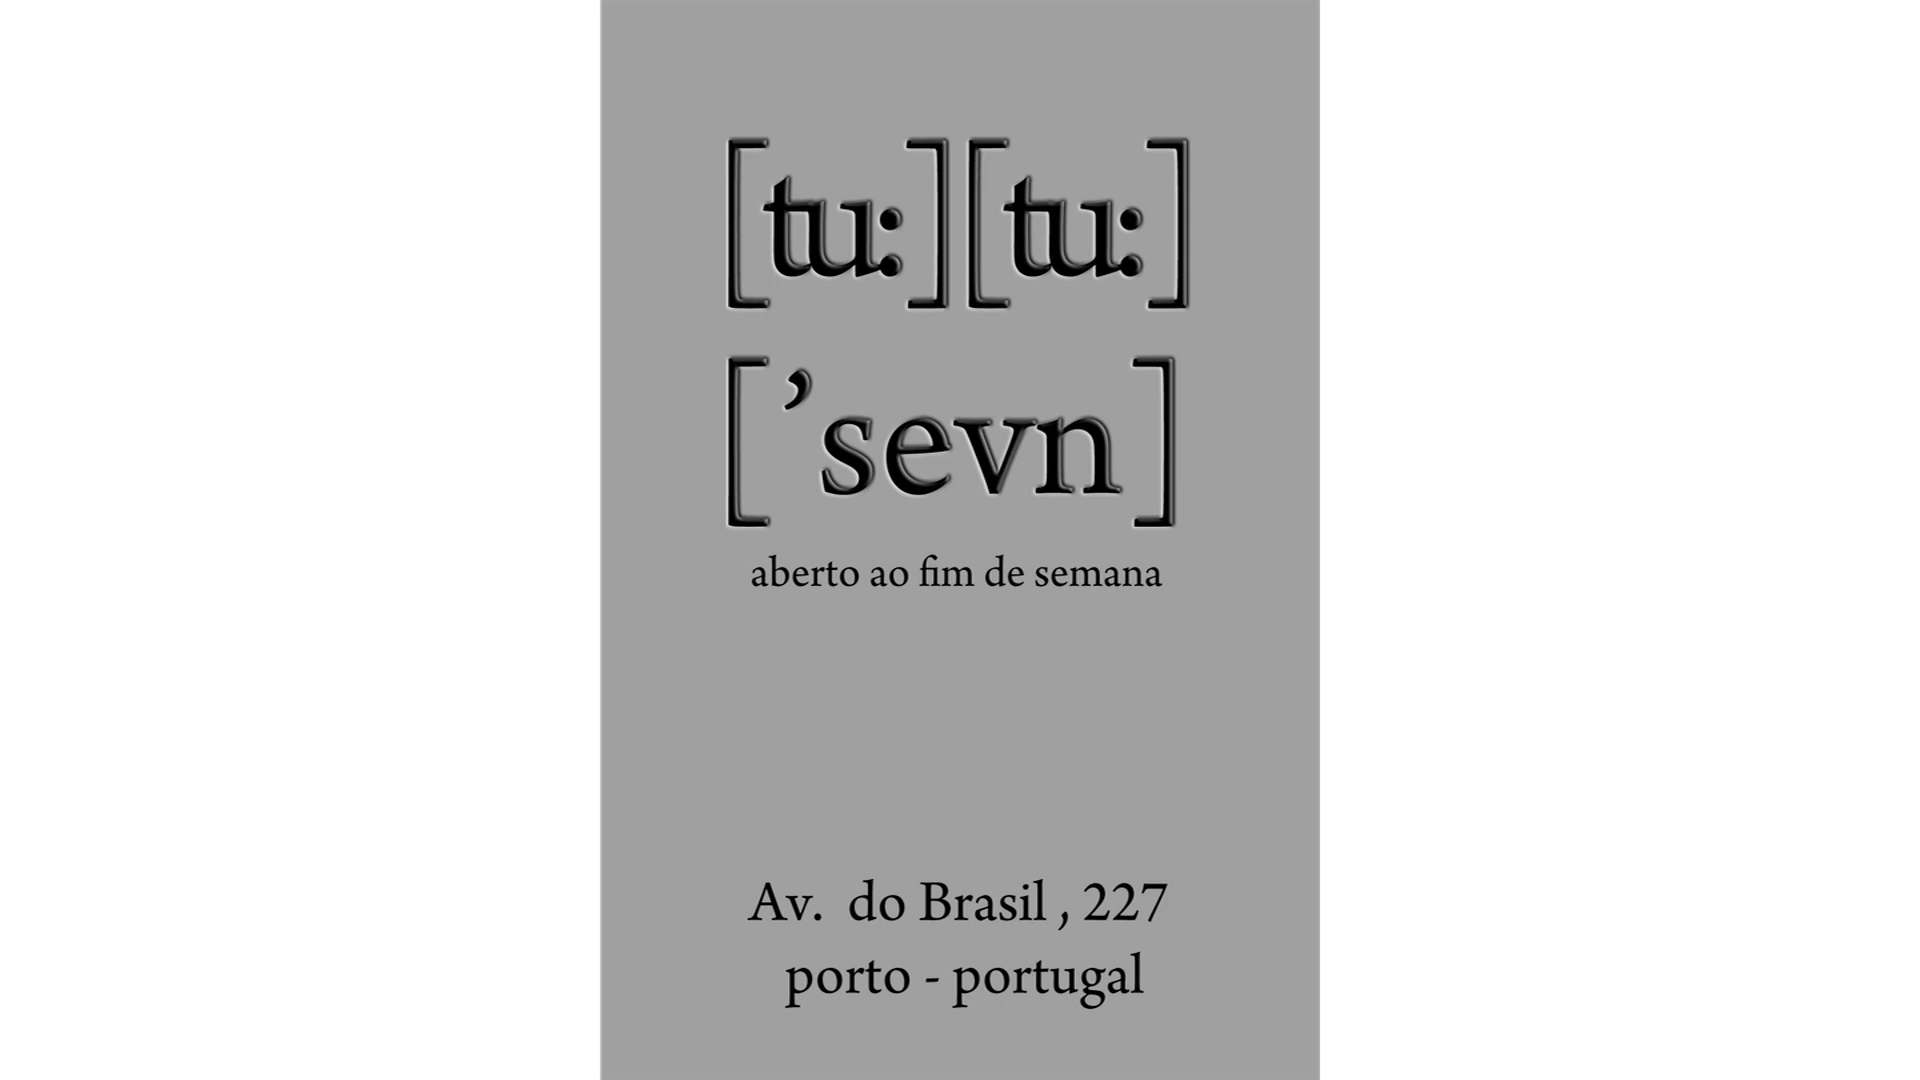 [tu:][tu:]
[’sevn]
aberto ao fim de semana
Av. do Brasil , 227
porto - portugal